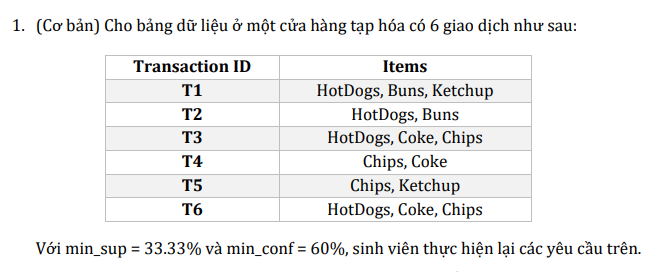 1. (Cơ bản) Cho bảng dữ liệu ở một cửa hàng tạp hóa có 6 giao dịch như sau:
Transaction ID Items
T1 HotDogs, Buns, Ketchup
T2 HotDogs, Buns
T3 HotDogs, Coke, Chips
T4 Chips, Coke
T5 Chips, Ketchup
T6 HotDogs, Coke, Chips
Với min_sup = 33.33% và min_conf = 60%, sinh viên thực hiện lại các yêu cầu trên.